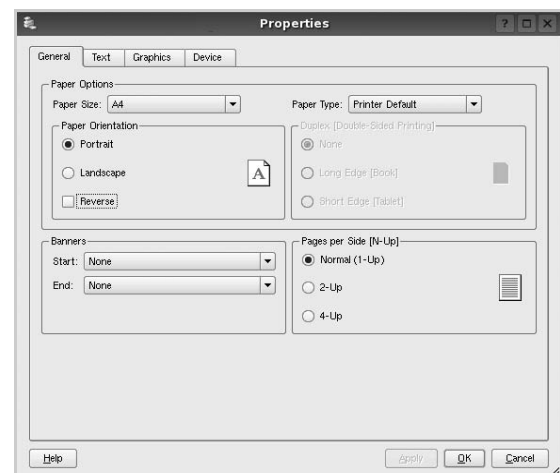 Properties
General Text Graphics Device
Paper Options
Paper Size: A4 Paper Type: Printer Default
Paper Orientation
Portrait
Landscape
Reverse
A
Duplex [Double-Sided Printing]
None
Long Edge [Book]
Short Edge [Tablet]
Banners
Start: None
End: None
Pages per Side [N-Up]
Normal (1-Up)
2-Up
4-Up
Help Apply OK Cancel